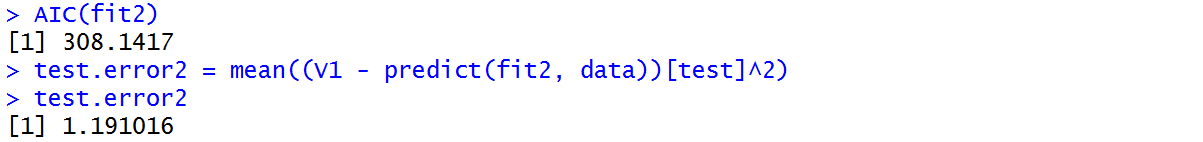 > AIC(fit2)
[1] 308.1417
> test.error2 = mean((V1 - predict(fit2, data))[test]^2)
> test.error2
[1] 1.191016